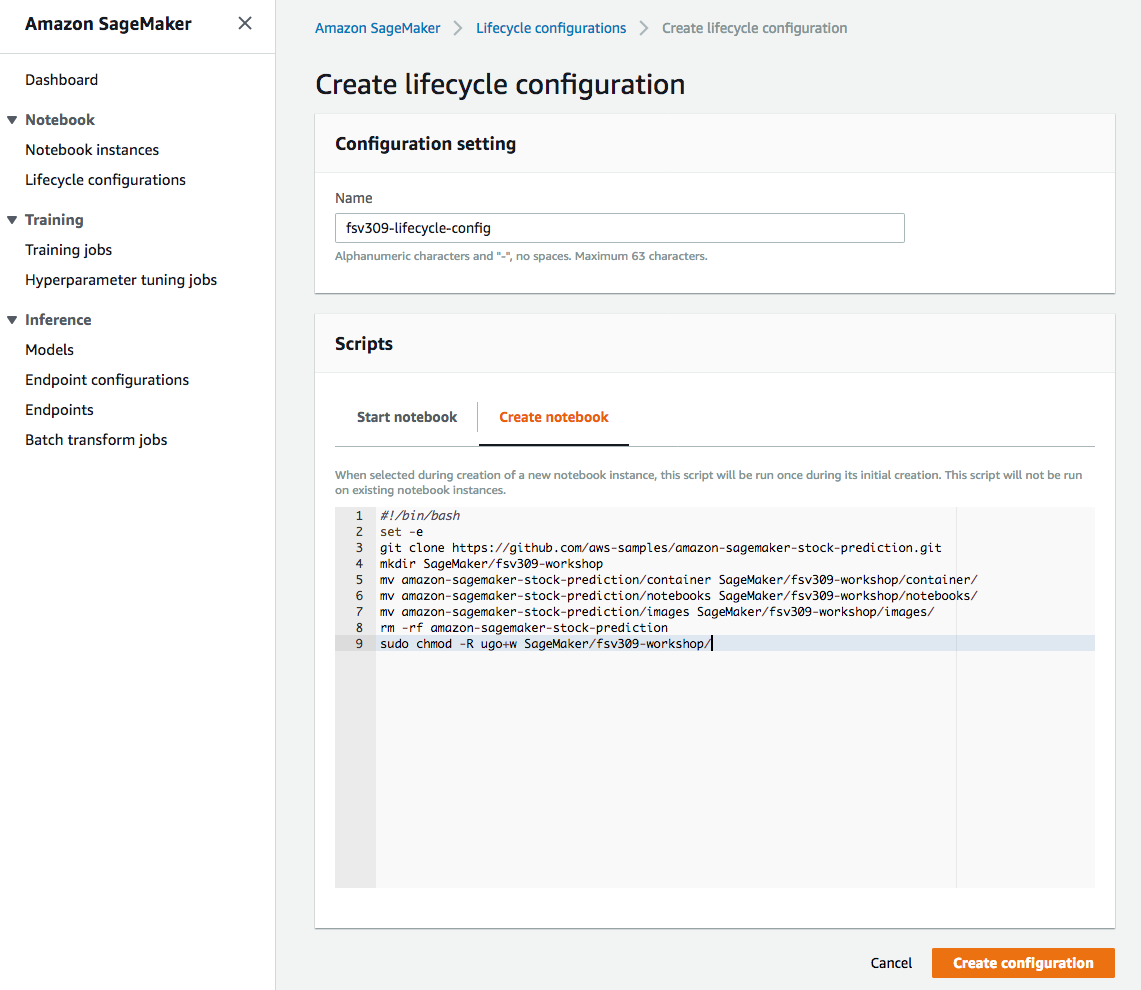 Amazon SageMaker
Dashboard
Notebook
Notebook instances
Lifecycle configurations
Training
Training jobs
Hyperparameter tuning jobs
Inference
Models
Endpoint configurations
Endpoints
Batch transform jobs
Amazon SageMaker > Lifecycle configurations > Create lifecycle configuration
Create lifecycle configuration
Configuration setting
Name
fsv309-lifecycle-config
Alphanumeric characters and "-", no spaces. Maximum 63 characters.
Scripts
Start notebook Create notebook
When selected during creation of a new notebook instance, this script will be run once during its initial creation. This script will not be run
on existing notebook instances.
1 #!/bin/bash
2 set -e
3 git clone https://github.com/aws-samples/amazon-sagemaker-stock-prediction.git
4 mkdir SageMaker/fsv309-workshop
5 mv amazon-sagemaker-stock-prediction/container SageMaker/fsv309-workshop/container/
6 mv amazon-sagemaker-stock-prediction/notebooks SageMaker/fsv309-workshop/notebooks/
7 mv amazon-sagemaker-stock-prediction/images SageMaker/fsv309-workshop/images/
8 rm -rf amazon-sagemaker-stock-prediction
9 sudo chmod -R ugo+w SageMaker/fsv309-workshop/
Cancel Create configuration